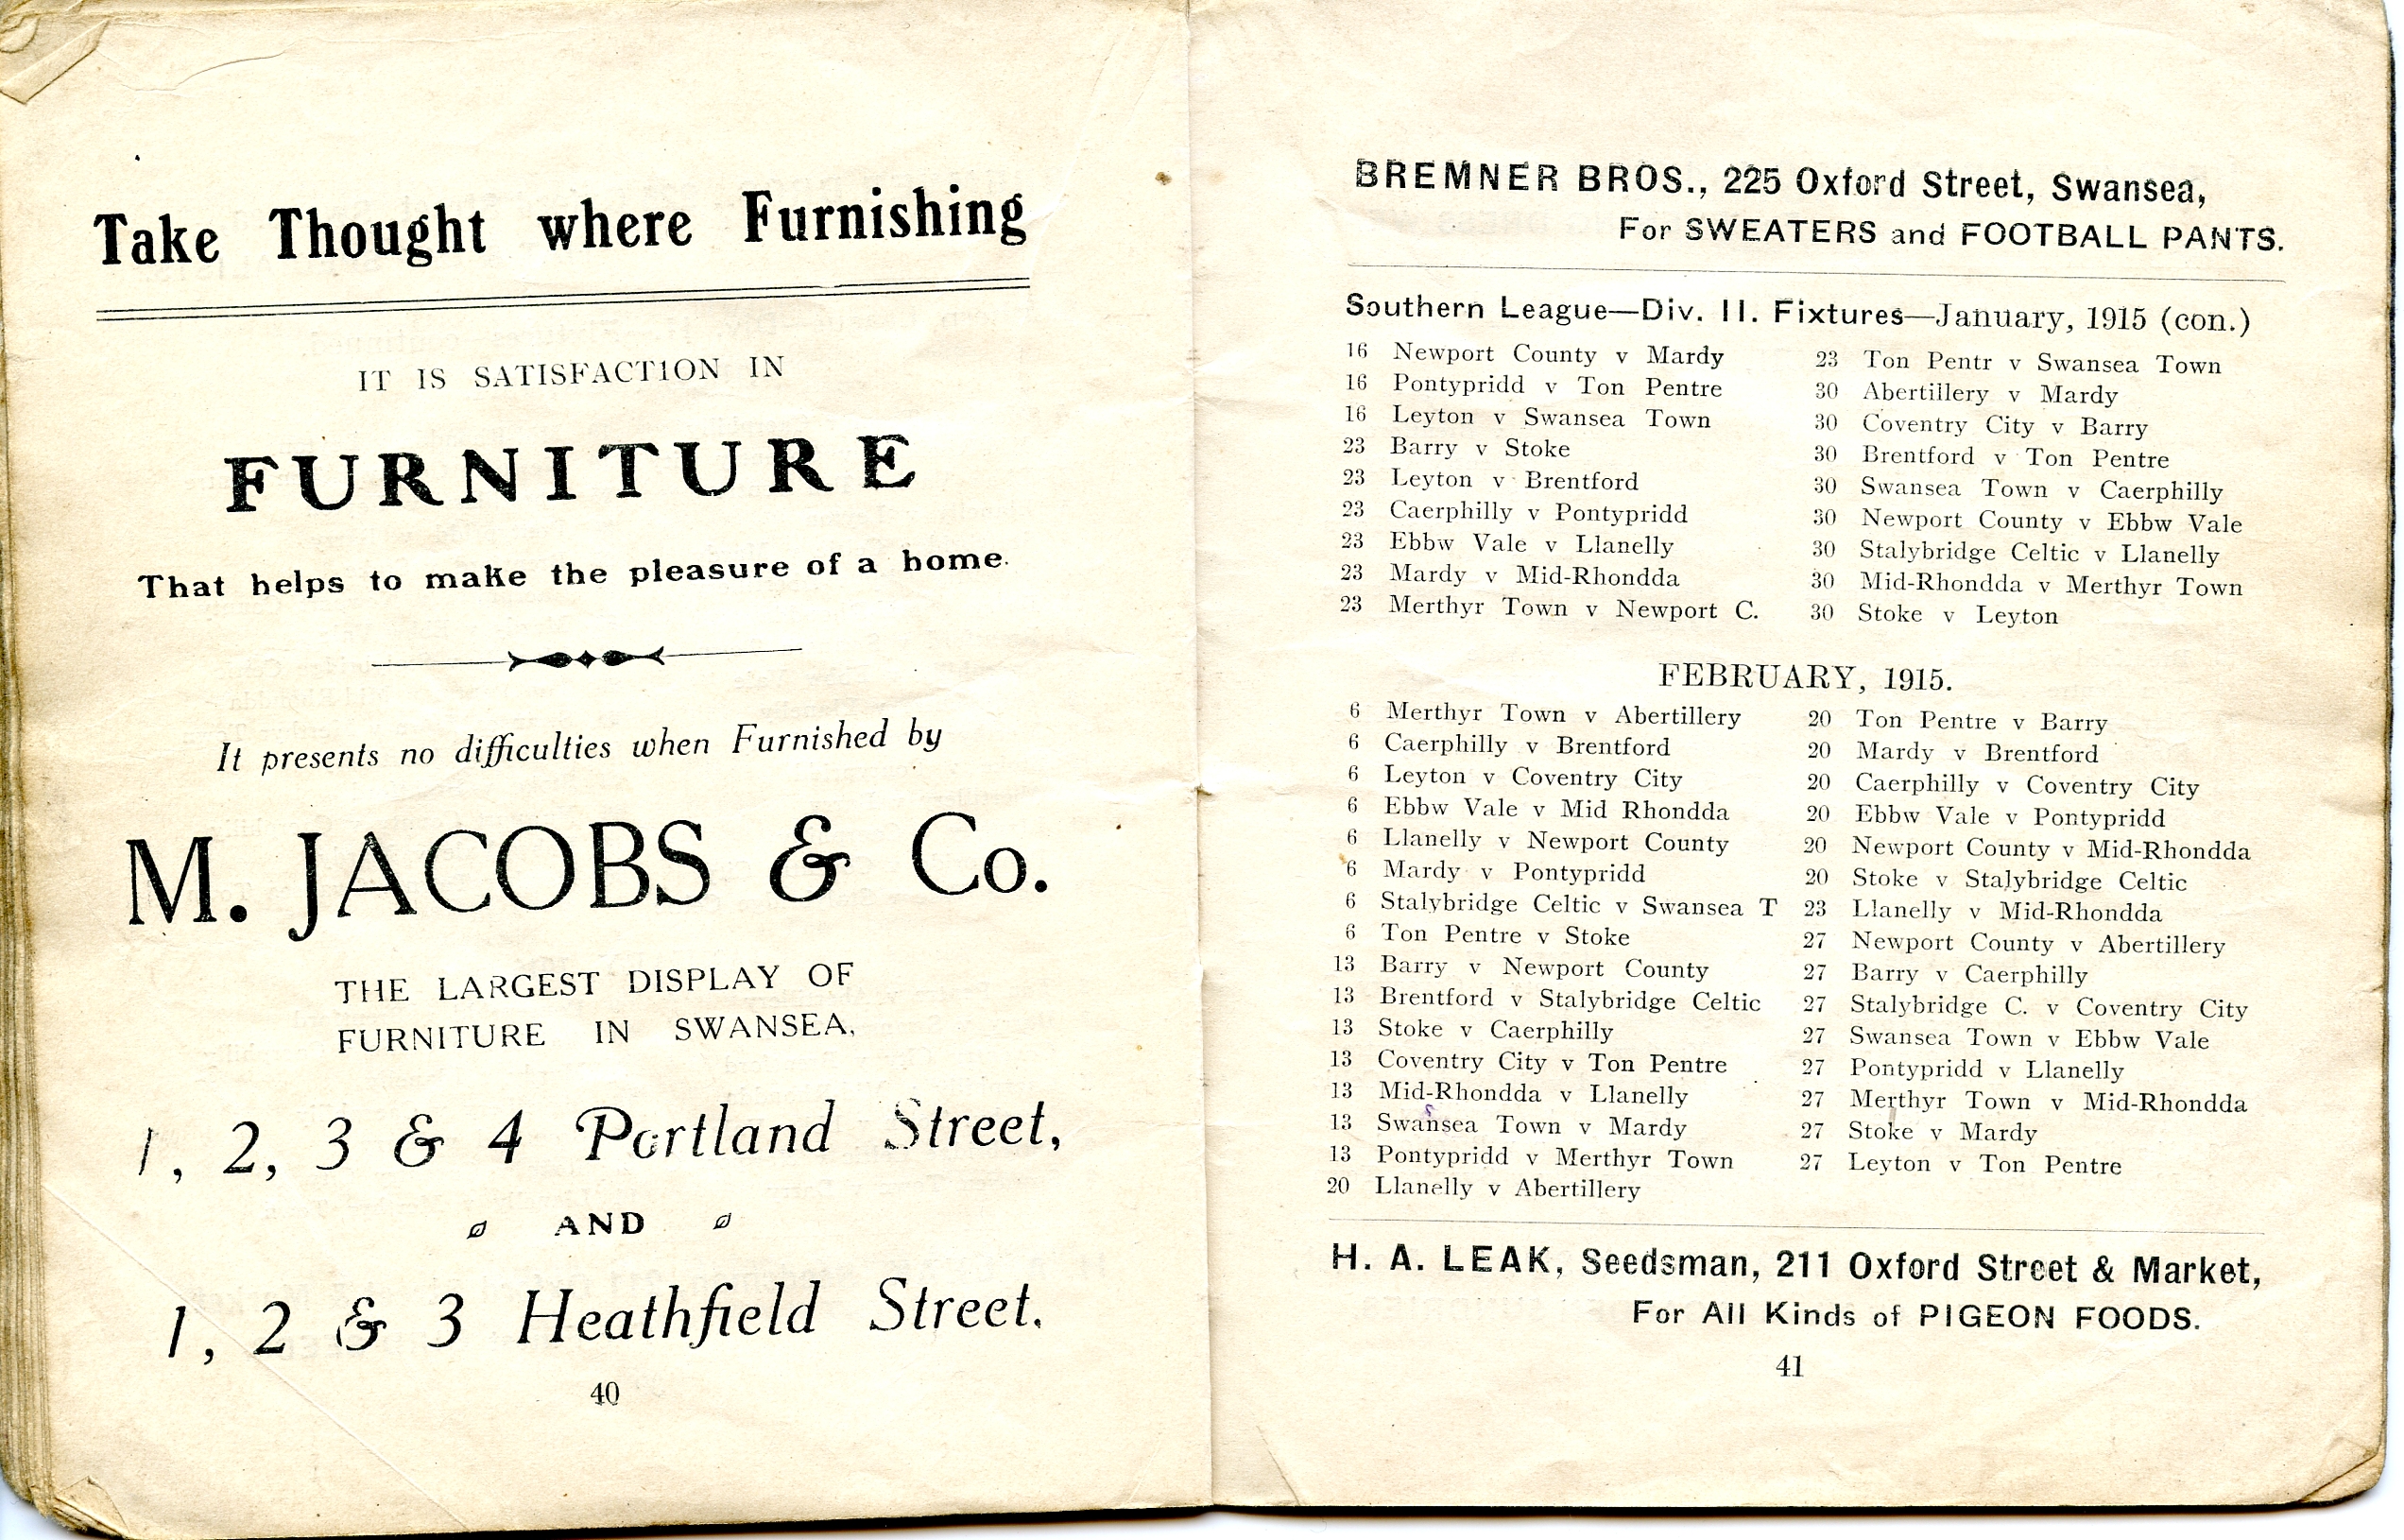 Take Thought where Furnishing
IT IS SATISFACTION IN
FURNITURE
That helps to make the pleasure of a home.
It presents no difficulties when Furnished by
M. JACOBS & Co.
THE LARGEST DISPLAY OF
FURNITURE IN SWANSEA,
1, 2, 3 & 4 Portland Street,
AND
1, 2 & 3 Heathfield Street.
40
BREMNER BROS., 225 Oxford Street, Swansea,
For SWEATERS and FOOTBALL PANTS.
Southern League—Div. II. Fixtures—January, 1915 (con.)
16 Newport County v Mardy
16 Pontypridd v Ton Pentre
16 Leyton v Swansea Town
23 Barry v Stoke
23 Leyton v Brentford
23 Caerphilly v Pontypridd
23 Ebbw Vale v Llanelly
23 Mardy v Mid-Rhondda
23 Merthyr Town v Newport C.
23 Ton Pentr v Swansea Town
30 Abertillery v Mardy
30 Coventry City v Barry
30 Brentford v Ton Pentre
30 Swansea Town v Caerphilly
30 Newport County v Ebbw Vale
30 Stalybridge Celtic v Llanelly
30 Mid-Rhondda v Merthyr Town
30 Stoke v Leyton
FEBRUARY, 1915.
6 Merthyr Town v Abertillery
6 Caerphilly v Brentford
6 Leyton v Coventry City
6 Ebbw Vale v Mid Rhondda
6 Llanelly v Newport County
6 Mardy v Pontypridd
6 Stalybridge Celtic v Swansea T
6 Ton Pentre v Stoke
13 Barry v Newport County
13 Brentford v Stalybridge Celtic
13 Stoke v Caerphilly
13 Coventry City v Ton Pentre
13 Mid-Rhondda v Llanelly
13 Swansea Town v Mardy
13 Pontypridd v Merthyr Town
20 Llanelly v Abertillery
20 Ton Pentre v Barry
20 Mardy v Brentford
20 Caerphilly v Coventry City
20 Ebbw Vale v Pontypridd
20 Newport County v Mid-Rhondda
20 Stoke v Stalybridge Celtic
23 Llanelly v Mid-Rhondda
27 Newport County v Abertillery
27 Barry v Caerphilly
27 Stalybridge C. v Coventry City
27 Swansea Town v Ebbw Vale
27 Pontypridd v Llanelly
27 Merthyr Town v Mid-Rhondda
27 Stoke v Mardy
27 Leyton v Ton Pentre
H. A. LEAK, Seedsman, 211 Oxford Street & Market,
For All Kinds of PIGEON FOODS.
41